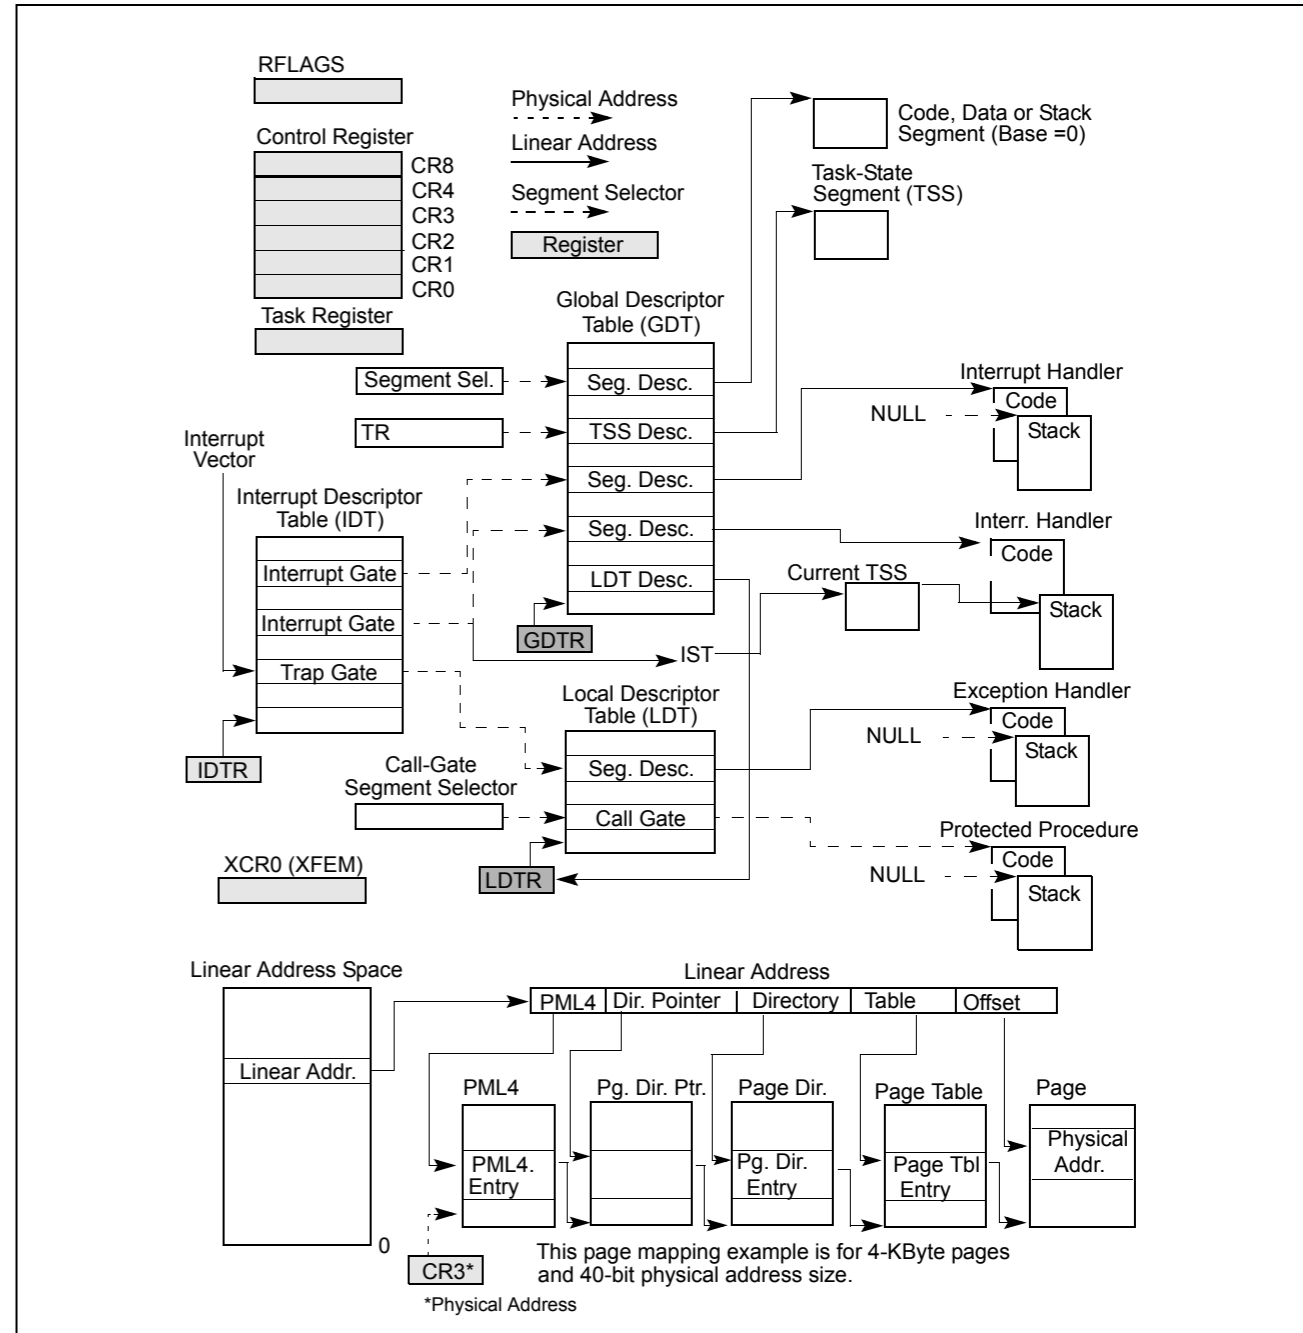 RFLAGS
Control Register
CR8
CR4
CR3
CR2
CR1
CR0
Task Register
Physical Address
Linear Address
Segment Selector
Register
Code, Data or Stack
Segment (Base =0)
Task-State
Segment (TSS)
Global Descriptor
Table (GDT)
Segment Sel.
Seg. Desc.
TR
TSS Desc.
Seg. Desc.
Seg. Desc.
LDT Desc.
GDTR
Interrupt Handler
Code
NULL
Stack
Interrupt
Vector
Interrupt Descriptor
Table (IDT)
Interrupt Gate
Interrupt Gate
Trap Gate
IDTR
Interr. Handler
Code
Current TSS
Stack
IST
Local Descriptor
Table (LDT)
Seg. Desc.
Call Gate
Call-Gate
Segment Selector
LDTR
Exception Handler
Code
NULL
Stack
Protected Procedure
Code
NULL
Stack
XCR0 (XFEM)
Linear Address Space
Linear Addr.
0
Linear Address
PML4
Dir. Pointer
Directory
Table
Offset
PML4
Pg. Dir. Ptr.
Page Dir.
Page Table
Page
PML4.
Entry
Pg. Dir.
Entry
Page Tbl
Entry
Physical
Addr.
CR3*
*Physical Address
This page mapping example is for 4-KByte pages
and 40-bit physical address size.